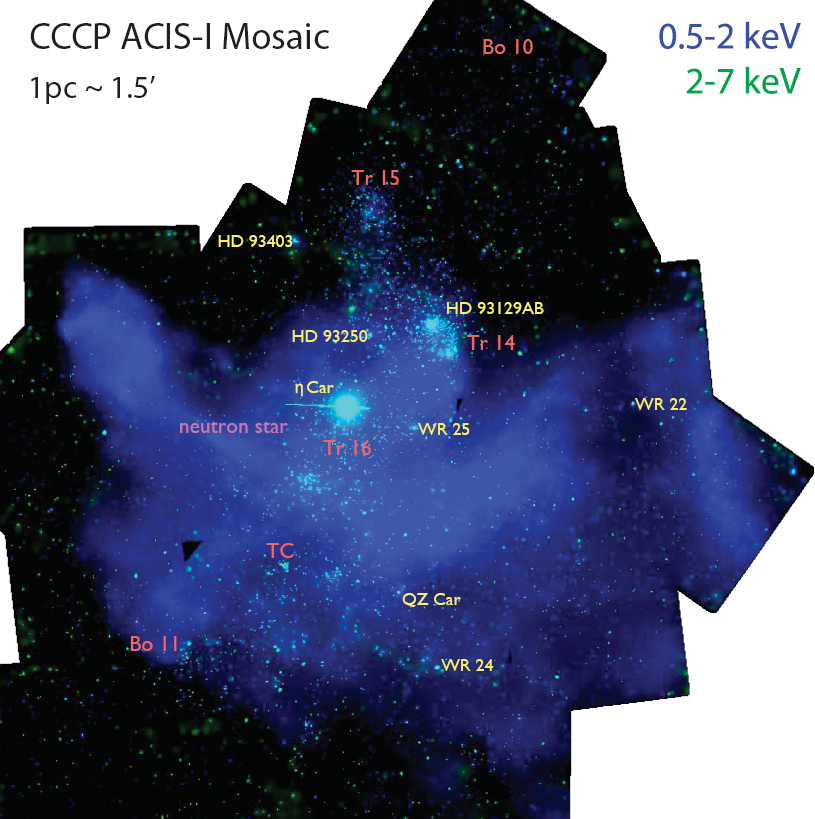 CCCP ACIS-I Mosaic
0.5-2 keV
1pc ~ 1.5′
2-7 keV
Bo 10
Tr 15
HD 93403
HD 93129AB
HD 93250
Tr 14
η Car
WR 22
neutron star
WR 25
Tr 16
TC
QZ Car
Bo 11
WR 24